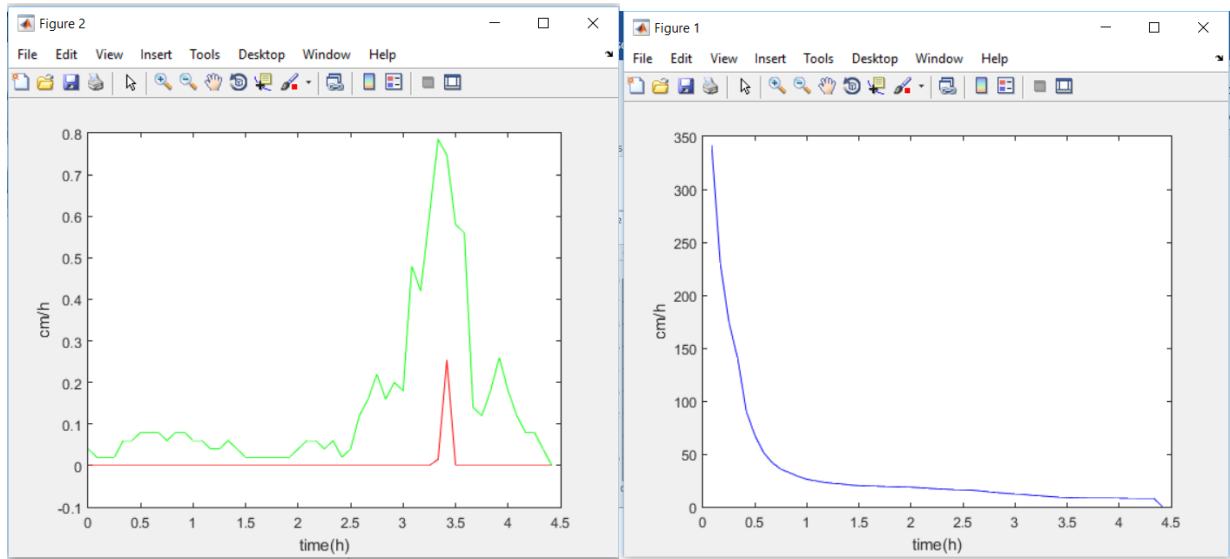 Figure 2
File Edit View Insert Tools Desktop Window Help
0.8
0.7
0.6
0.5
0.4
0.3
0.2
0.1
0
-0.1
cm/h
0 0.5 1 1.5 2 2.5 3 3.5 4 4.5
time(h)
Figure 1
File Edit View Insert Tools Desktop Window Help
350
300
250
200
150
100
50
0
cm/h
0 0.5 1 1.5 2 2.5 3 3.5 4 4.5
time(h)